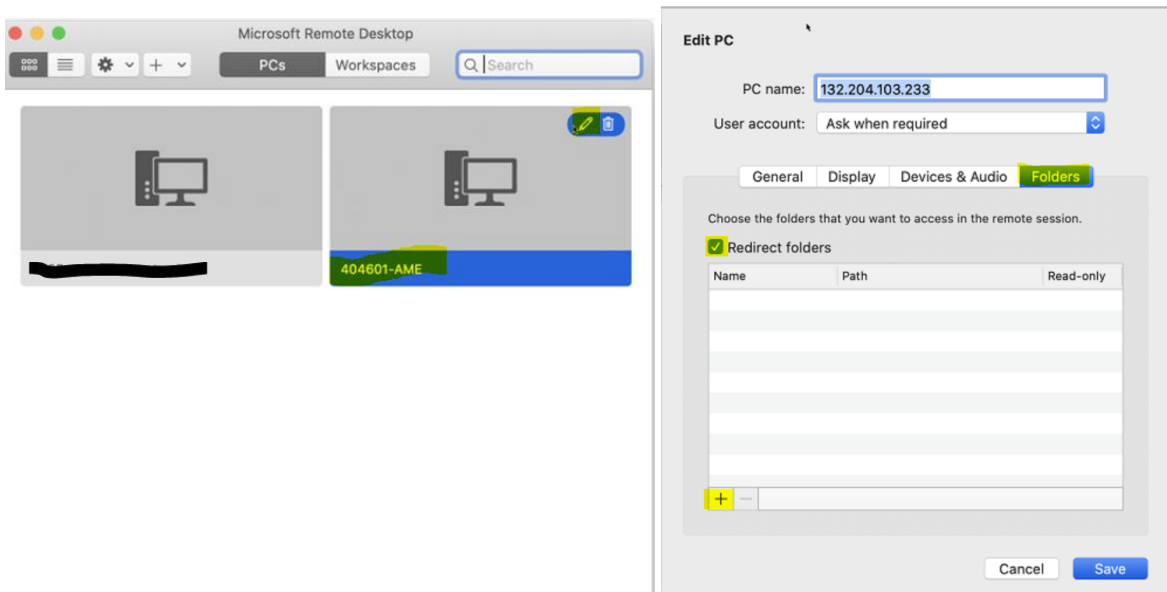 Microsoft Remote Desktop
PCs Workspaces Search
404601-AME
Edit PC
PC name: 132.204.103.233
User account: Ask when required
General Display Devices & Audio Folders
Choose the folders that you want to access in the remote session.
Redirect folders
Name Path Read-only
Cancel Save